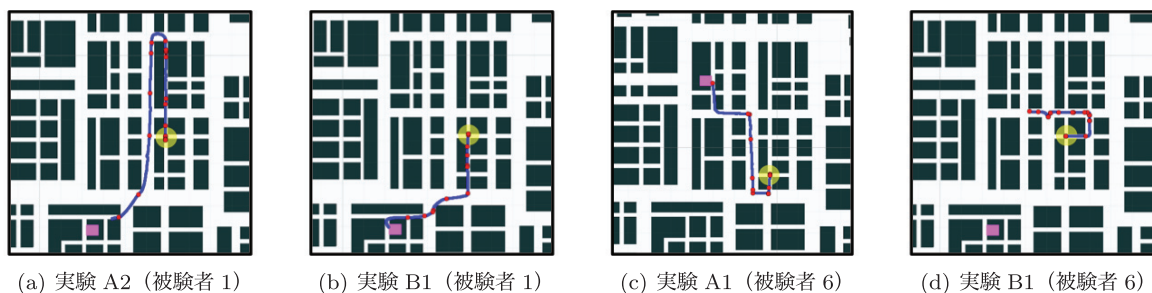 (a) 実験 A2（被験者 1）
(b) 実験 B1（被験者 1）
(c) 実験 A1（被験者 6）
(d) 実験 B1（被験者 6）